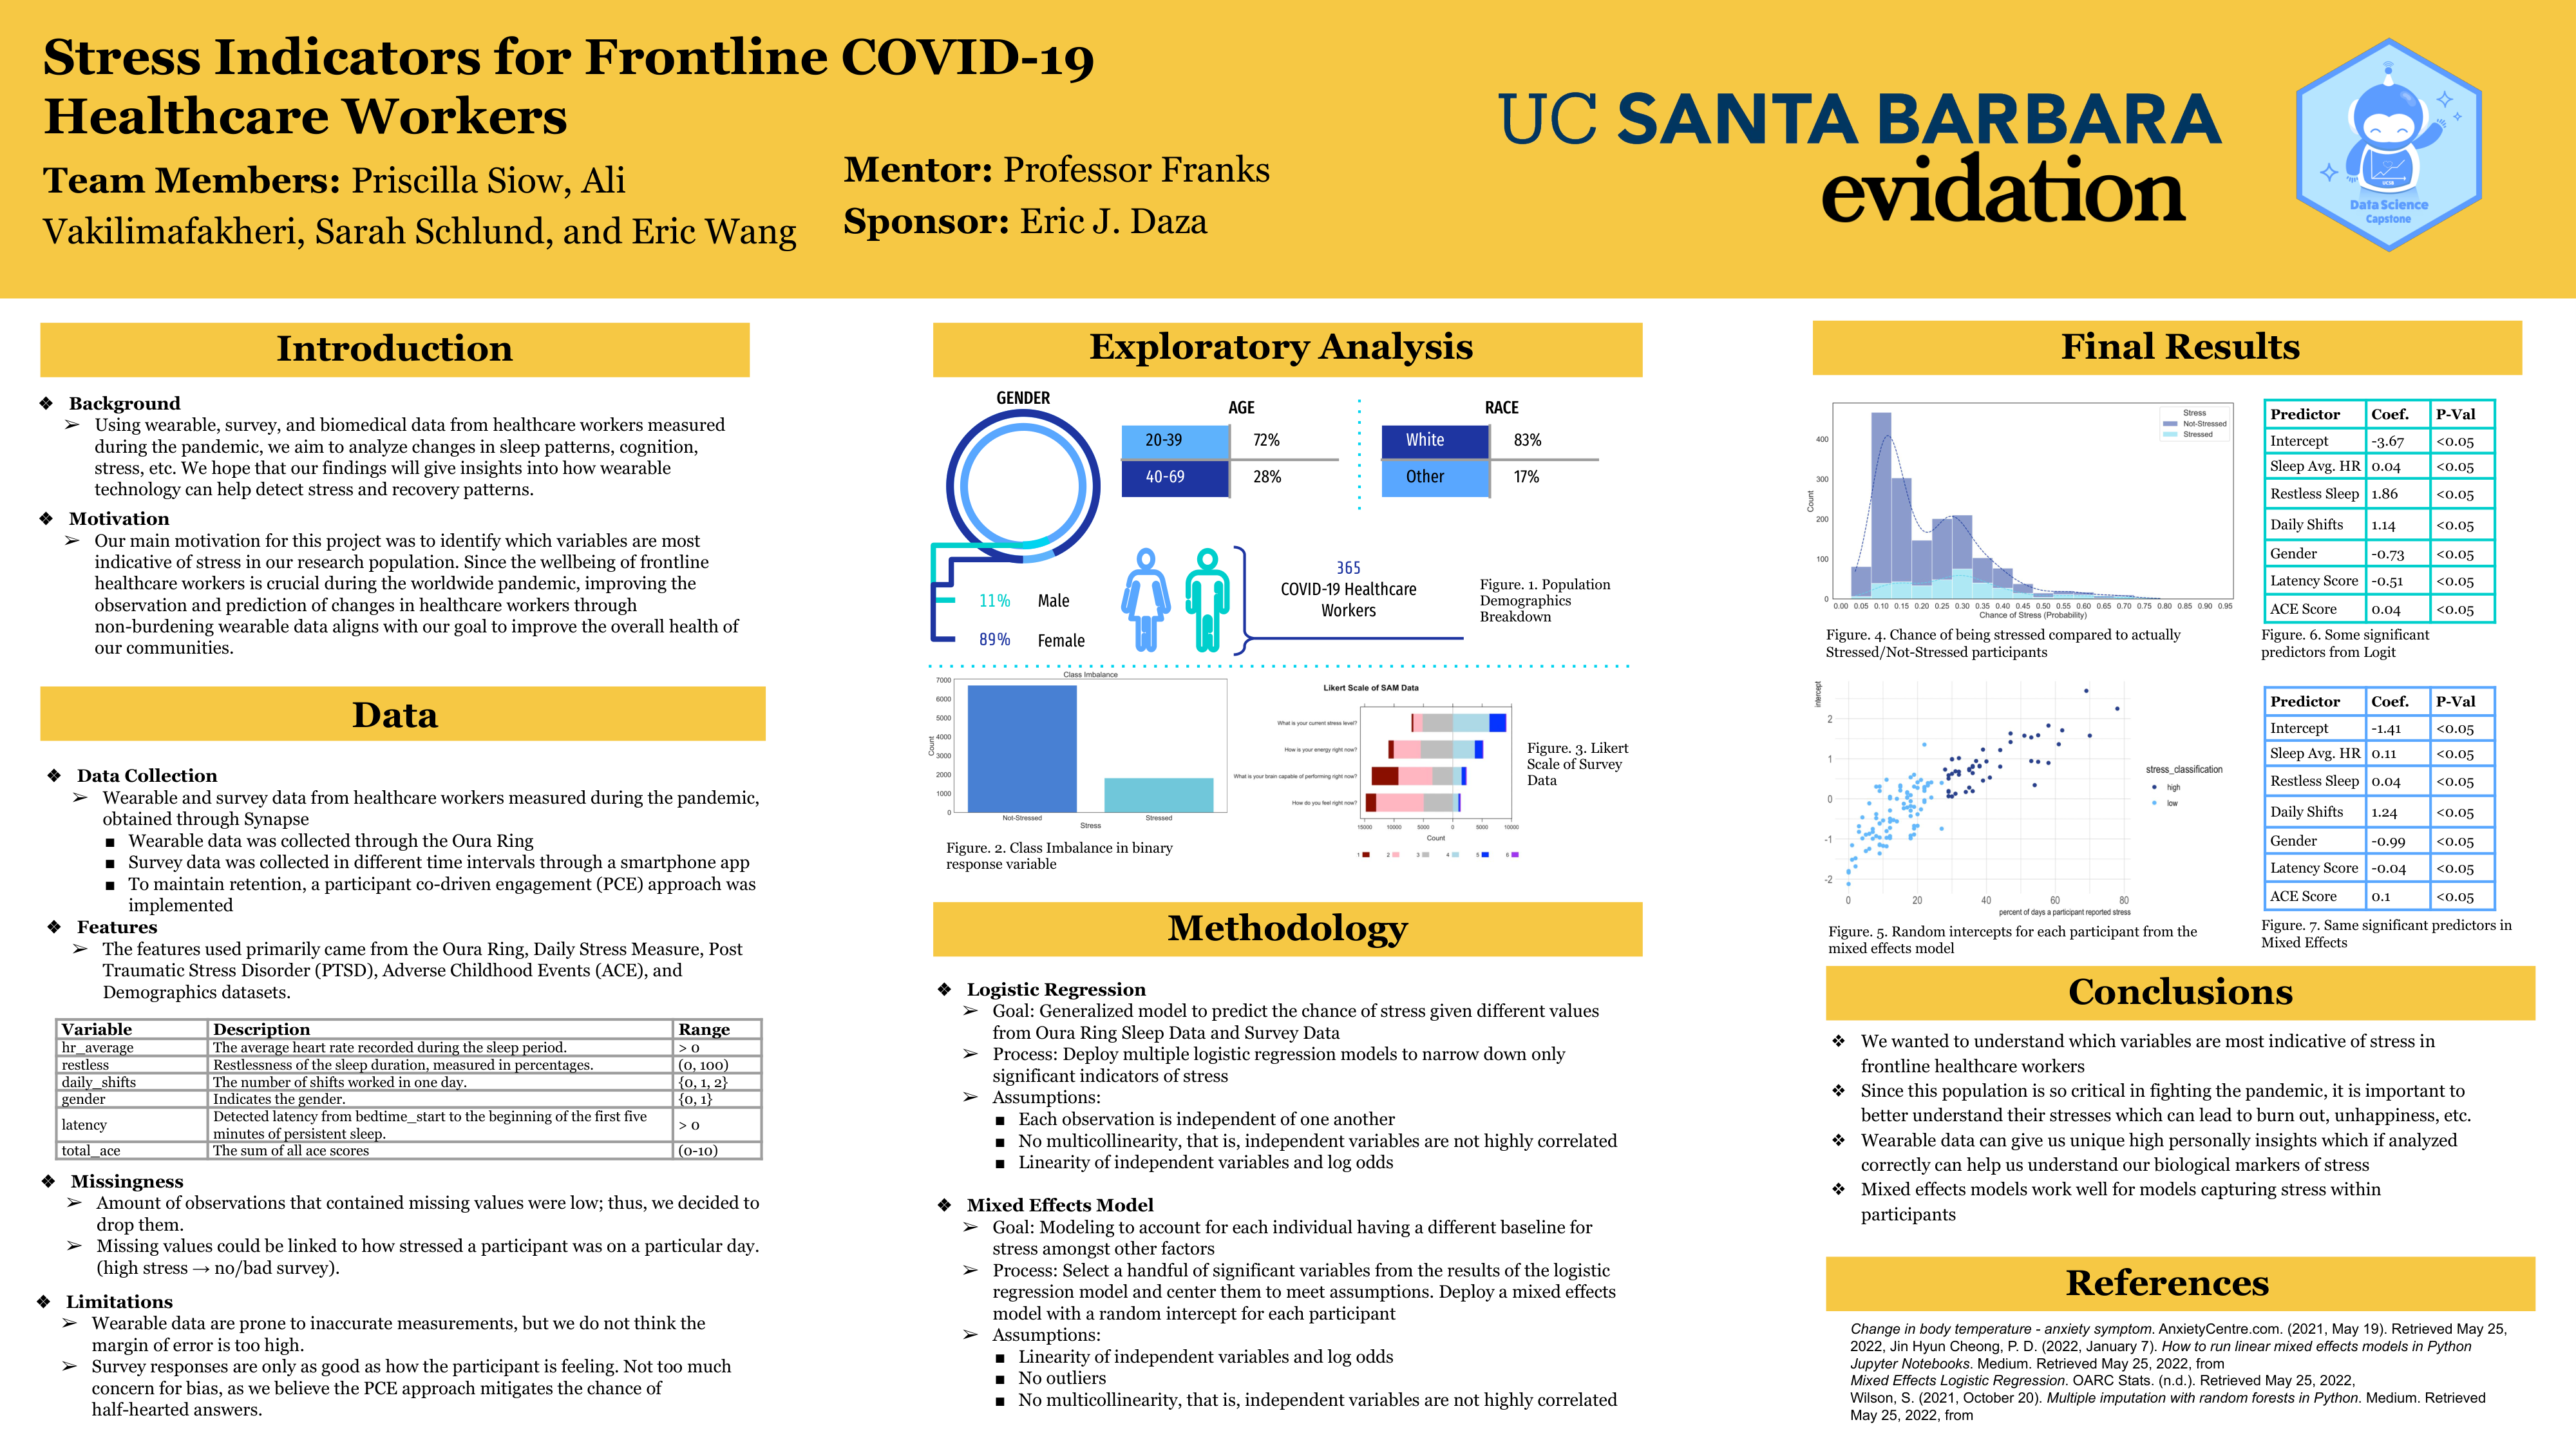 Stress Indicators for Frontline COVID-19
Healthcare Workers
Team Members: Priscilla Siow, Ali
Vakilimafakheri, Sarah Schlund, and Eric Wang
Mentor: Professor Franks
Sponsor: Eric J. Daza
UC SANTA BARBARA
evidation
UCSB
Data Science
Capstone
Introduction
❖ Background
➢ Using wearable, survey, and biomedical data from healthcare workers measured
during the pandemic, we aim to analyze changes in sleep patterns, cognition,
stress, etc. We hope that our findings will give insights into how wearable
technology can help detect stress and recovery patterns.
❖ Motivation
➢ Our main motivation for this project was to identify which variables are most
indicative of stress in our research population. Since the wellbeing of frontline
healthcare workers is crucial during the worldwide pandemic, improving the
observation and prediction of changes in healthcare workers through
non-burdening wearable data aligns with our goal to improve the overall health of
our communities.
Data
❖ Data Collection
➢ Wearable and survey data from healthcare workers measured during the pandemic,
obtained through Synapse
■ Wearable data was collected through the Oura Ring
■ Survey data was collected in different time intervals through a smartphone app
■ To maintain retention, a participant co-driven engagement (PCE) approach was
implemented
❖ Features
➢ The features used primarily came from the Oura Ring, Daily Stress Measure, Post
Traumatic Stress Disorder (PTSD), Adverse Childhood Events (ACE), and
Demographics datasets.
Variable Description Range
hr_average The average heart rate recorded during the sleep period. > 0
restless Restlessness of the sleep duration, measured in percentages. (0, 100)
daily_shifts The number of shifts worked in one day. {0, 1, 2}
gender Indicates the gender. {0, 1}
latency Detected latency from bedtime_start to the beginning of the first five
minutes of persistent sleep. > 0
total_ace The sum of all ace scores (0-10)
❖ Missingness
➢ Amount of observations that contained missing values were low; thus, we decided to
drop them.
➢ Missing values could be linked to how stressed a participant was on a particular day.
(high stress → no/bad survey).
❖ Limitations
➢ Wearable data are prone to inaccurate measurements, but we do not think the
margin of error is too high.
➢ Survey responses are only as good as how the participant is feeling. Not too much
concern for bias, as we believe the PCE approach mitigates the chance of
half-hearted answers.
Exploratory Analysis
GENDER
11% Male
89% Female
AGE
20-39 72%
40-69 28%
RACE
White 83%
Other 17%
365
COVID-19 Healthcare
Workers
Figure. 1. Population
Demographics
Breakdown
Class Imbalance
7000
6000
5000
4000
3000
2000
1000
0
Count
Not-Stressed Stressed
Stress
Figure. 2. Class Imbalance in binary
response variable
Likert Scale of SAM Data
What is your current stress level?
How is your energy right now?
What is your brain capable of performing right now?
How do you feel right now?
15000 10000 5000 0 5000 10000
Count
1 2 3 4 5 6
Figure. 3. Likert
Scale of Survey
Data
Methodology
❖ Logistic Regression
➢ Goal: Generalized model to predict the chance of stress given different values
from Oura Ring Sleep Data and Survey Data
➢ Process: Deploy multiple logistic regression models to narrow down only
significant indicators of stress
➢ Assumptions:
■ Each observation is independent of one another
■ No multicollinearity, that is, independent variables are not highly correlated
■ Linearity of independent variables and log odds
❖ Mixed Effects Model
➢ Goal: Modeling to account for each individual having a different baseline for
stress amongst other factors
➢ Process: Select a handful of significant variables from the results of the logistic
regression model and center them to meet assumptions. Deploy a mixed effects
model with a random intercept for each participant
➢ Assumptions:
■ Linearity of independent variables and log odds
■ No outliers
■ No multicollinearity, that is, independent variables are not highly correlated
Final Results
Stress
Not-Stressed
Stressed
400
300
200
100
0
Count
0.00 0.05 0.10 0.15 0.20 0.25 0.30 0.35 0.40 0.45 0.50 0.55 0.60 0.65 0.70 0.75 0.80 0.85 0.90 0.95
Chance of Stress (Probability)
Figure. 4. Chance of being stressed compared to actually
Stressed/Not-Stressed participants
Predictor Coef. P-Val
Intercept -3.67 <0.05
Sleep Avg. HR 0.04 <0.05
Restless Sleep 1.86 <0.05
Daily Shifts 1.14 <0.05
Gender -0.73 <0.05
Latency Score -0.51 <0.05
ACE Score 0.04 <0.05
Figure. 6. Some significant
predictors from Logit
intercept
2
1
0
-1
-2
0 20 40 60 80
percent of days a participant reported stress
stress_classification
high
low
Figure. 5. Random intercepts for each participant from the
mixed effects model
Predictor Coef. P-Val
Intercept -1.41 <0.05
Sleep Avg. HR 0.11 <0.05
Restless Sleep 0.04 <0.05
Daily Shifts 1.24 <0.05
Gender -0.99 <0.05
Latency Score -0.04 <0.05
ACE Score 0.1 <0.05
Figure. 7. Same significant predictors in
Mixed Effects
Conclusions
❖ We wanted to understand which variables are most indicative of stress in
frontline healthcare workers
❖ Since this population is so critical in fighting the pandemic, it is important to
better understand their stresses which can lead to burn out, unhappiness, etc.
❖ Wearable data can give us unique high personally insights which if analyzed
correctly can help us understand our biological markers of stress
❖ Mixed effects models work well for models capturing stress within
participants
References
Change in body temperature - anxiety symptom. AnxietyCentre.com. (2021, May 19). Retrieved May 25,
2022, Jin Hyun Cheong, P. D. (2022, January 7). How to run linear mixed effects models in Python
Jupyter Notebooks. Medium. Retrieved May 25, 2022, from
Mixed Effects Logistic Regression. OARC Stats. (n.d.). Retrieved May 25, 2022,
Wilson, S. (2021, October 20). Multiple imputation with random forests in Python. Medium. Retrieved
May 25, 2022, from